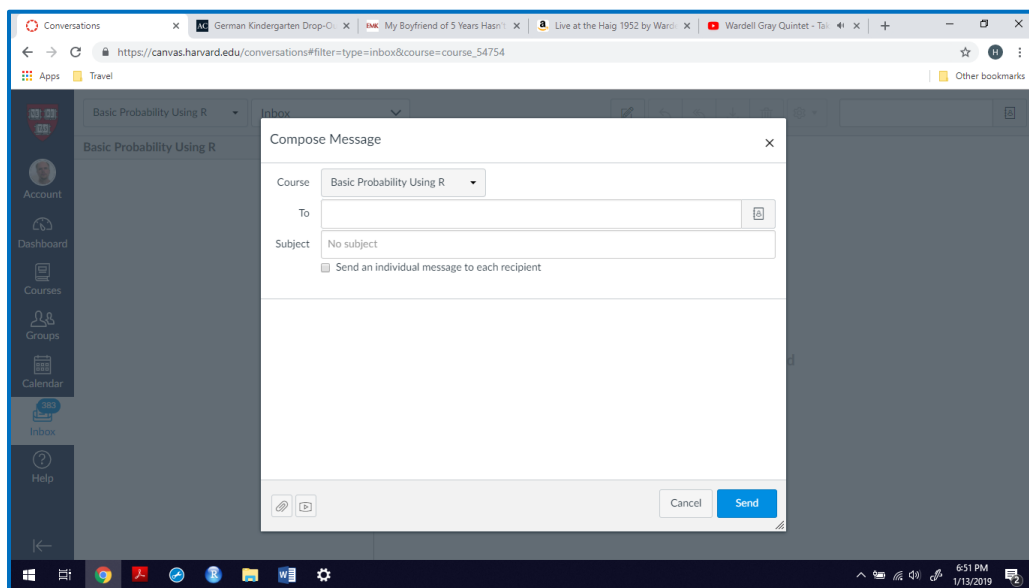 Conversations
German Kindergarten Drop-O
EMK My Boyfriend of 5 Years Hasn'
Live at the Haig 1952 by Ward
Wardell Gray Quintet - Ta
https://canvas.harvard.edu/conversations#filter=type=inbox&course=course_54754
H
Apps
Travel
Other bookmarks
Basic Probability Using R
Inbox
Basic Probability Using R
Account
Dashboard
Courses
Groups
Calendar
383
Inbox
Help
Compose Message
Course
Basic Probability Using R
To
Subject
No subject
Send an individual message to each recipient
d
Cancel
Send
6:51 PM
1/13/2019
2